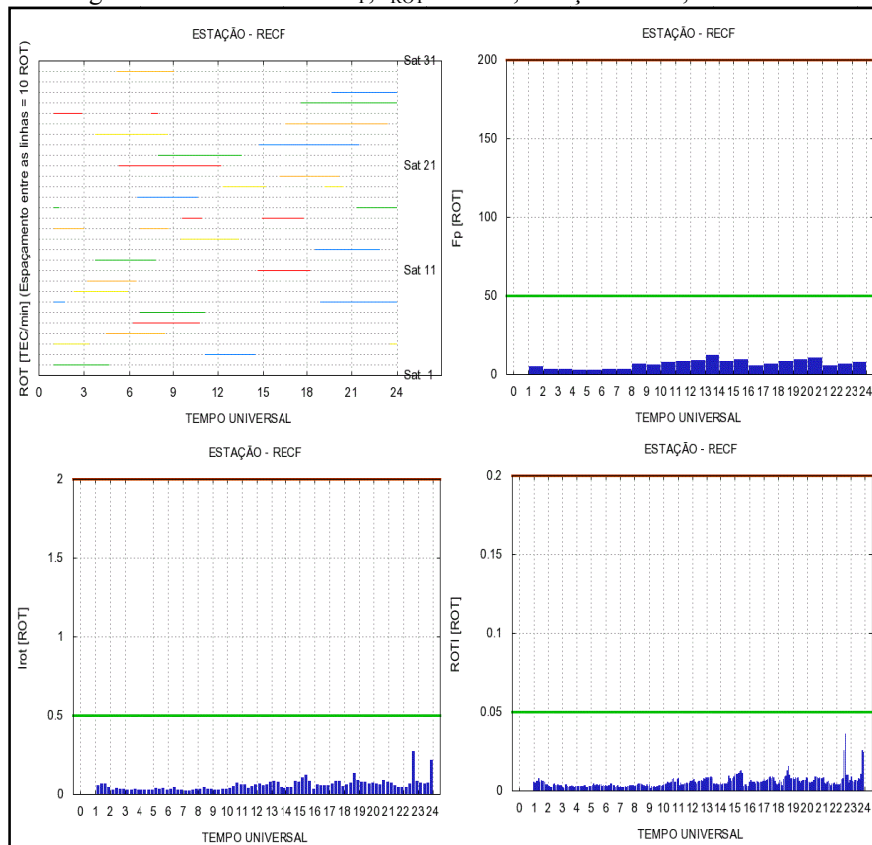 ESTAÇÃO - RECF
ROT [TEC/min] (Espaçamento entre as linhas = 10 ROT)
Sat 31
Sat 21
Sat 11
Sat 1
0 3 6 9 12 15 18 21 24
TEMPO UNIVERSAL
ESTAÇÃO - RECF
Fp [ROT]
200
150
100
50
0
0 1 2 3 4 5 6 7 8 9 10 11 12 13 14 15 16 17 18 19 20 21 22 23 24
TEMPO UNIVERSAL
ESTAÇÃO - RECF
Irot [ROT]
2
1.5
1
0.5
0
0 1 2 3 4 5 6 7 8 9 10 11 12 13 14 15 16 17 18 19 20 21 22 23 24
TEMPO UNIVERSAL
ESTAÇÃO - RECF
ROTI [ROT]
0.2
0.15
0.1
0.05
0
0 1 2 3 4 5 6 7 8 9 10 11 12 13 14 15 16 17 18 19 20 21 22 23 24
TEMPO UNIVERSAL